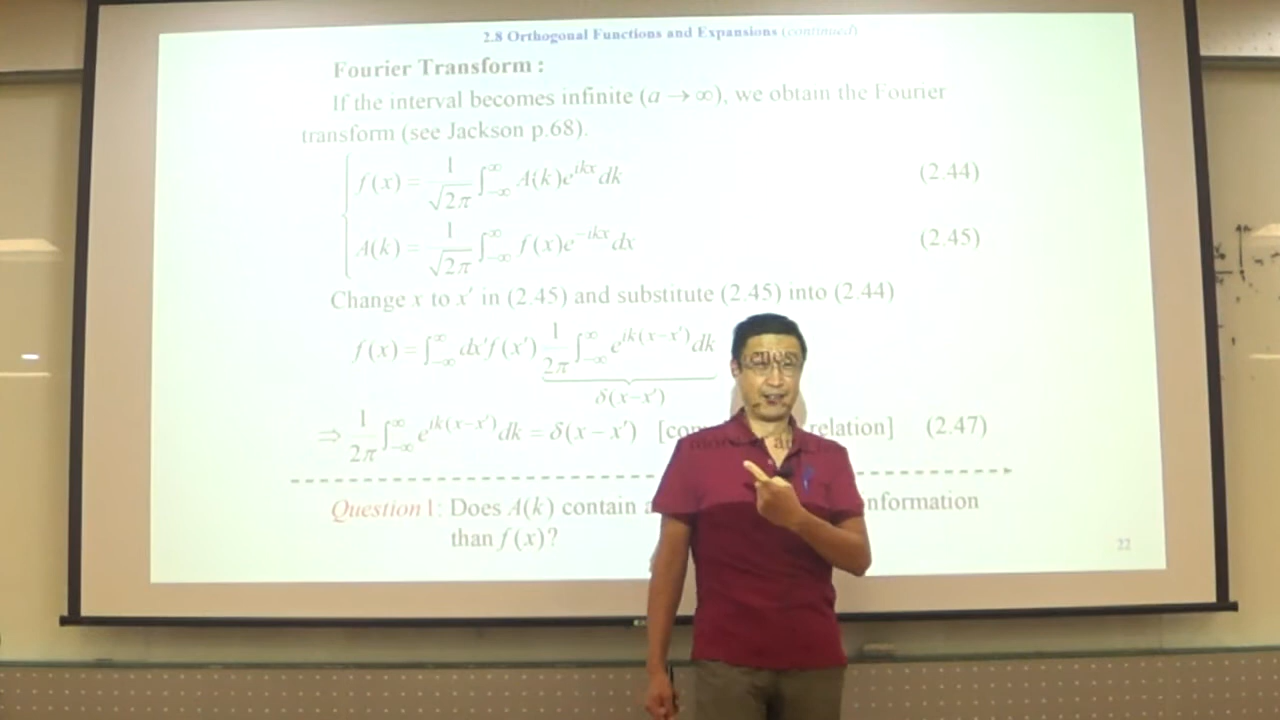 2.8 Orthogonal Functions and Expansions (continued)
Fourier Transform :
If the interval becomes infinite (a → ∞), we obtain the Fourier
transform (see Jackson p.68).
f(x) = 1/√2π ∫_{-∞}^{∞} A(k)e^{ikx} dk (2.44)
A(k) = 1/√2π ∫_{-∞}^{∞} f(x)e^{-ikx} dx (2.45)
Change x to x′ in (2.45) and substitute (2.45) into (2.44)
f(x) = ∫_{-∞}^{∞} dx′f(x′) 1/2π ∫_{-∞}^{∞} e^{ik(x-x′)} dk
δ(x-x′)
⇒ 1/2π ∫_{-∞}^{∞} e^{ik(x-x′)} dk = δ(x-x′) [com relation] (2.47)
Question 1: Does A(k) contain nformation
than f(x)?
22